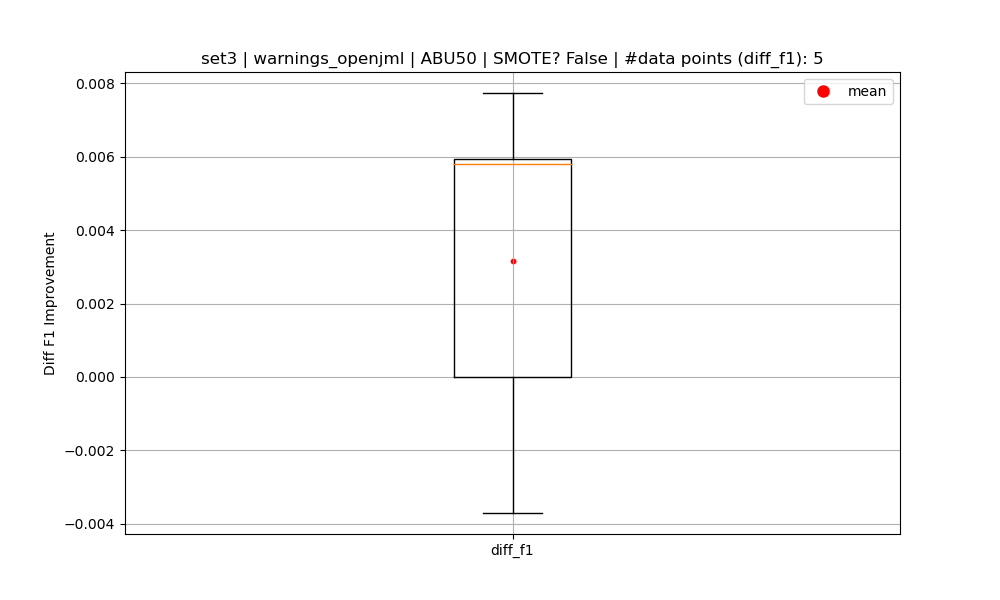 set3 | warnings_openjml | ABU50 | SMOTE? False | #data points (diff_f1): 5
mean
0.008
0.006
0.004
0.002
0.000
−0.002
−0.004
Diff F1 Improvement
diff_f1